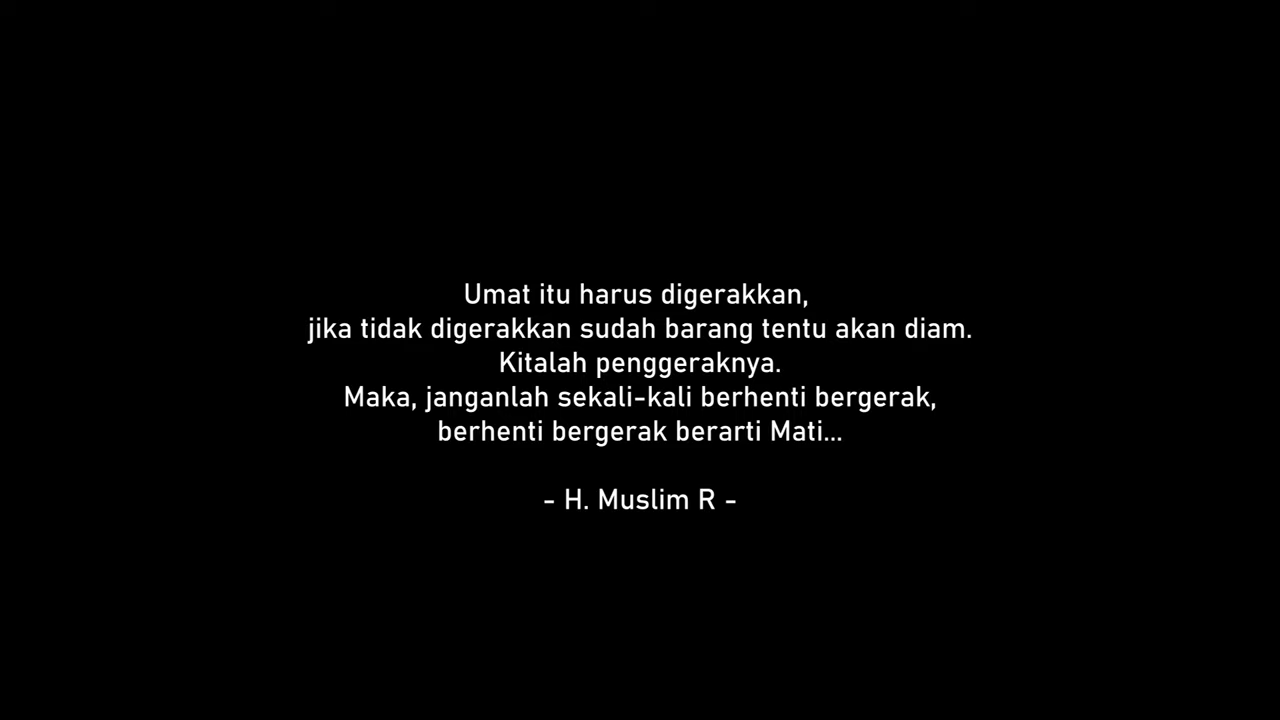 Umat itu harus digerakkan,
jika tidak digerakkan sudah barang tentu akan diam.
Kitalah penggeraknya.
Maka, janganlah sekali-kali berhenti bergerak,
berhenti bergerak berarti Mati...
- H. Muslim R -